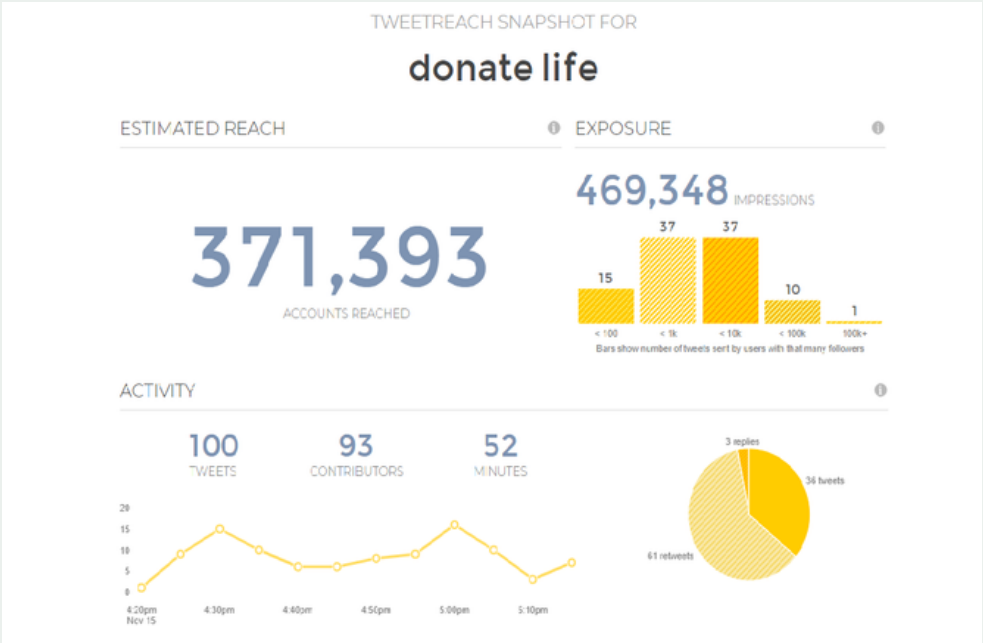 TWEETREACH SNAPSHOT FOR
donate life
ESTIMATED REACH
371,393
ACCOUNTS REACHED
EXPOSURE
469,348 IMPRESSIONS
15 37 37 10 1
< 100 < 1k < 10k < 100k 100k+
Bars show number of tweets sent by users with that many followers
ACTIVITY
100 93 52
TWEETS CONTRIBUTORS MINUTES
20
15
10
5
0
4:20pm 4:30pm 4:40pm 4:50pm 5:00pm 5:10pm
Nov 15
3 replies
36 tweets
61 retweets